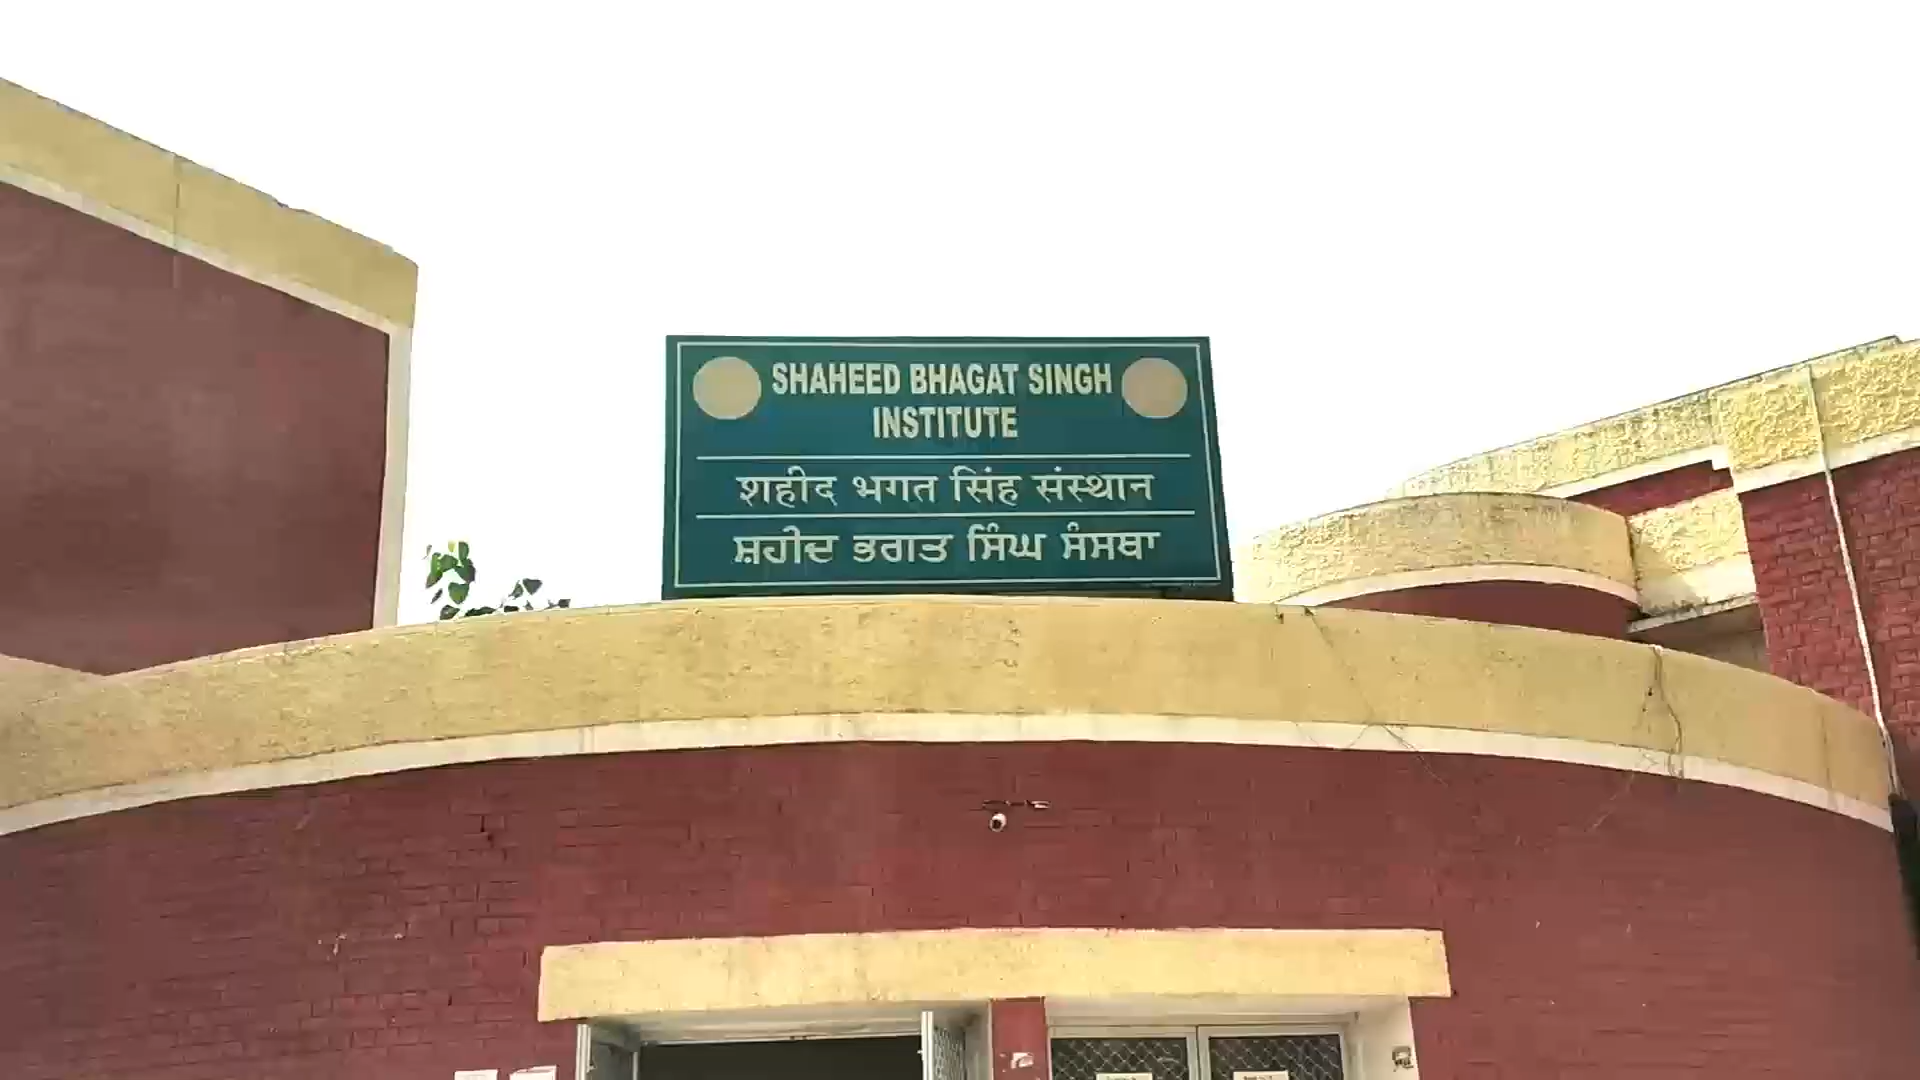 SHAHEED BHAGAT SINGH
INSTITUTE
शहीद भगत सिंह संस्थान
ਸ਼ਹੀਦ ਭਗਤ ਸਿੰਘ ਸੰਸਥਾ